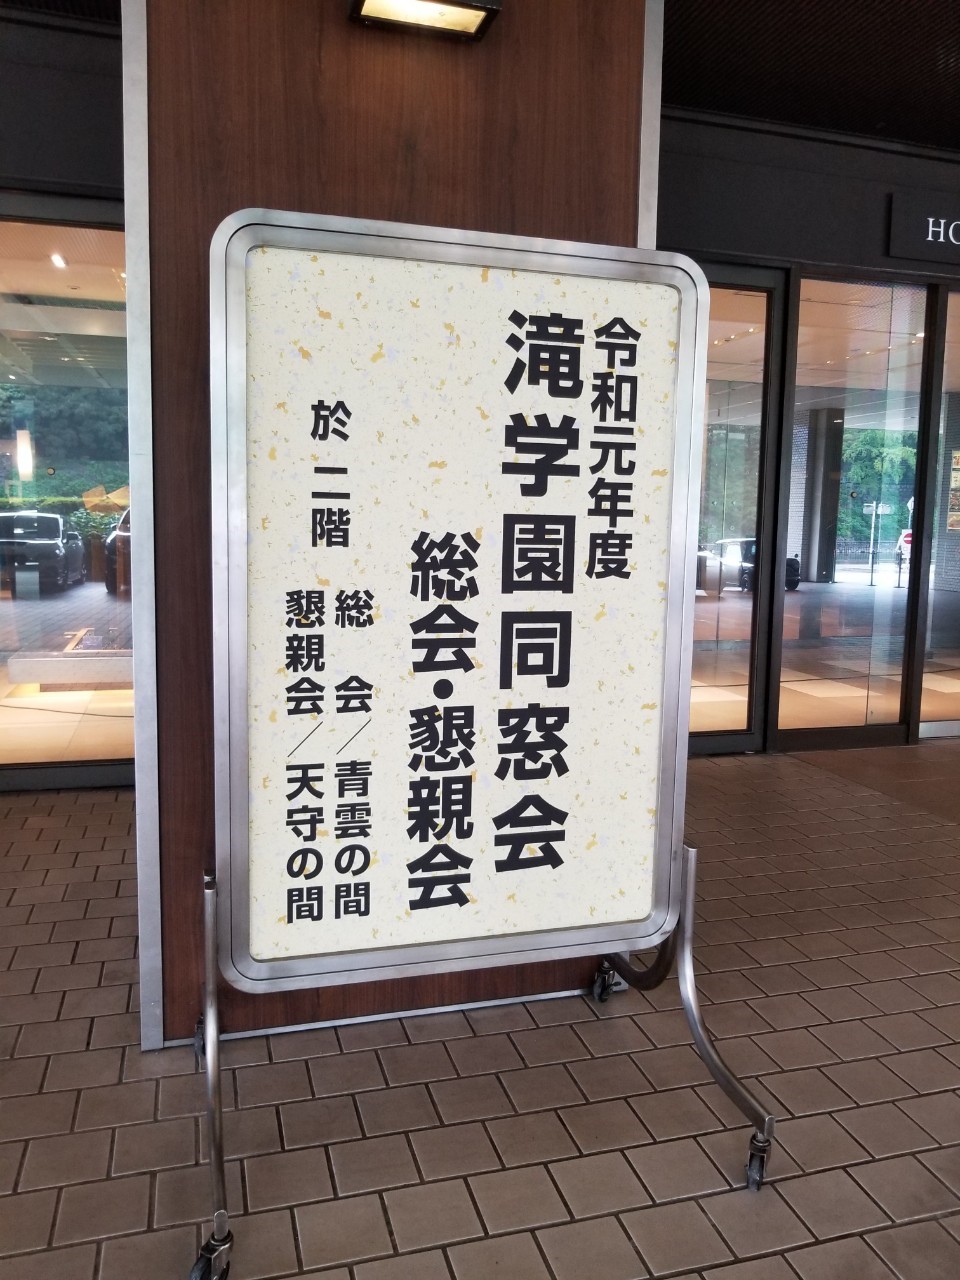 令和元年度
滝学園同窓会
総会・懇親会
於 二階
総 会／青雲の間
懇親会／天守の間
HO